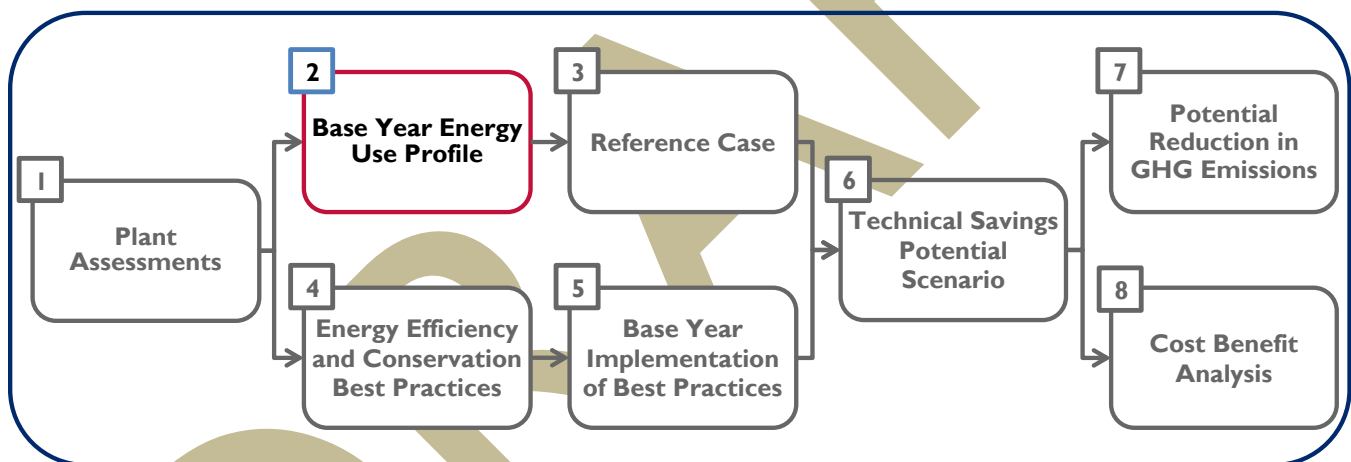 1
Plant
Assessments
2
Base Year Energy
Use Profile
3
Reference Case
4
Energy Efficiency
and Conservation
Best Practices
5
Base Year
Implementation
of Best Practices
6
Technical Savings
Potential
Scenario
7
Potential
Reduction in
GHG Emissions
8
Cost Benefit
Analysis